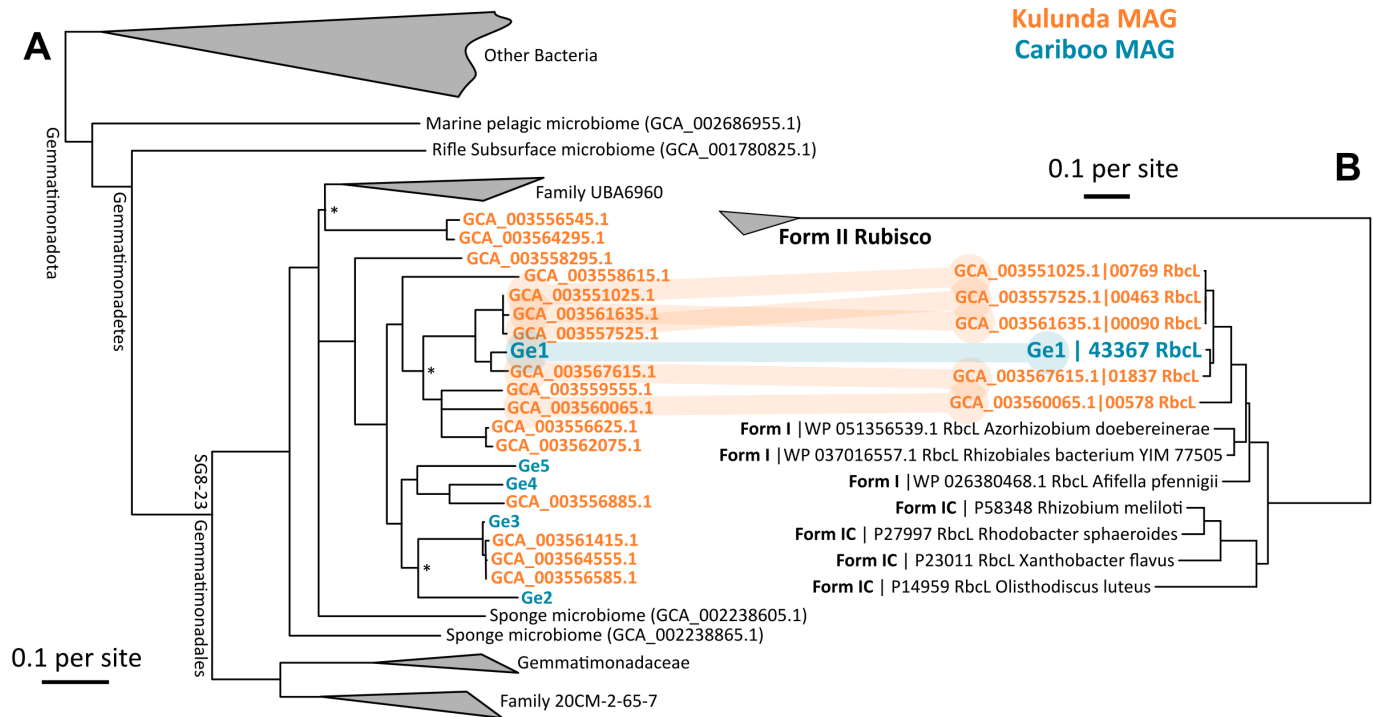 A
Kulunda MAG
Cariboo MAG
Other Bacteria
Gemmatimonadota
Marine pelagic microbiome (GCA_002686955.1)
Rifle Subsurface microbiome (GCA_001780825.1)
Gemmatimonadetes
Family UBA6960
*
GCA_003556545.1
GCA_003564295.1
GCA_003558295.1
GCA_003558615.1
GCA_003551025.1
GCA_003561635.1
GCA_003557525.1
Ge1
*
GCA_003567615.1
GCA_003559555.1
GCA_003560065.1
GCA_003556625.1
GCA_003562075.1
Ge5
Ge4
GCA_003556885.1
Ge3
GCA_003561415.1
GCA_003564555.1
*
GCA_003556585.1
Ge2
SG8-23
Gemmatimonadales
Sponge microbiome (GCA_002238605.1)
Sponge microbiome (GCA_002238865.1)
0.1 per site
Gemmatimonadaceae
Family 20CM-2-65-7
B
0.1 per site
Form II Rubisco
GCA_003551025.1|00769 RbcL
GCA_003557525.1|00463 RbcL
GCA_003561635.1|00090 RbcL
Ge1 | 43367 RbcL
GCA_003567615.1|01837 RbcL
GCA_003560065.1|00578 RbcL
Form I |WP 051356539.1 RbcL Azorhizobium doebereinerae
Form I |WP 037016557.1 RbcL Rhizobiales bacterium YIM 77505
Form I |WP 026380468.1 RbcL Afifella pfennigii
Form IC | P58348 Rhizobium meliloti
Form IC | P27997 RbcL Rhodobacter sphaeroides
Form IC | P23011 RbcL Xanthobacter flavus
Form IC | P14959 RbcL Olisthodiscus luteus